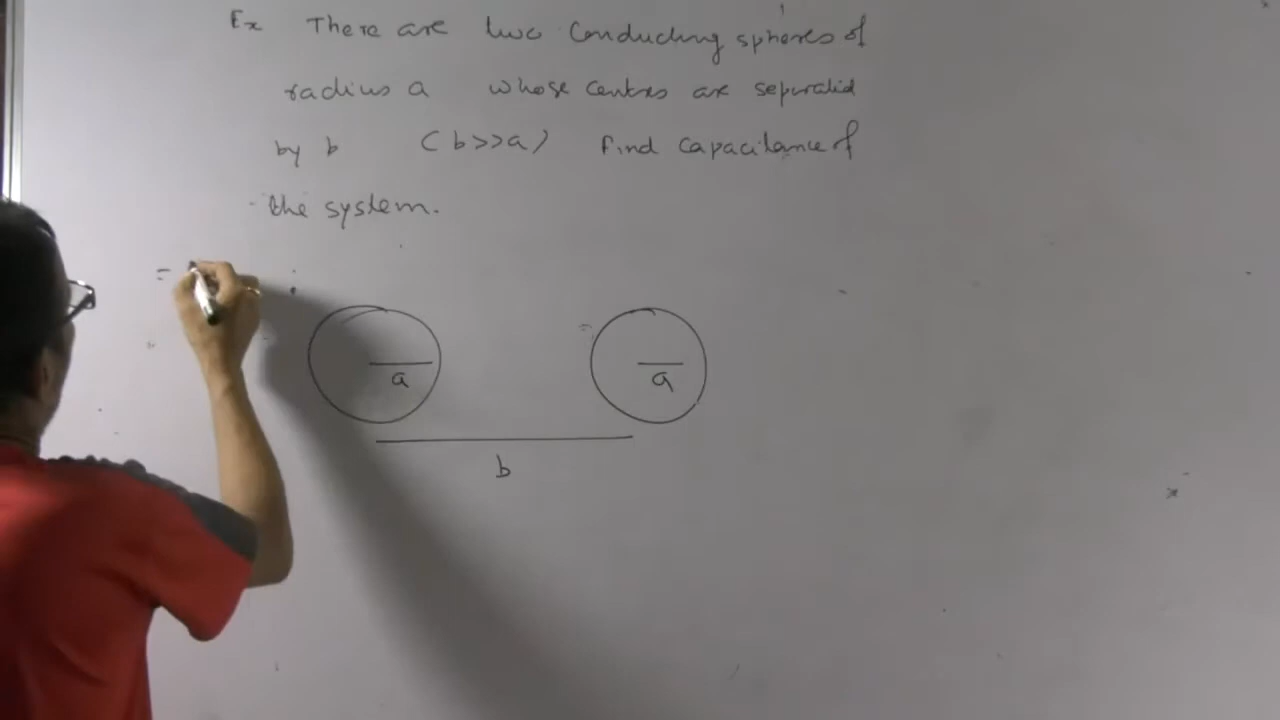 Ex There are two conducting spheres of
radius a whose centres are separated
by b (b>>a) Find capacitance of
the system.
=
a
a
b